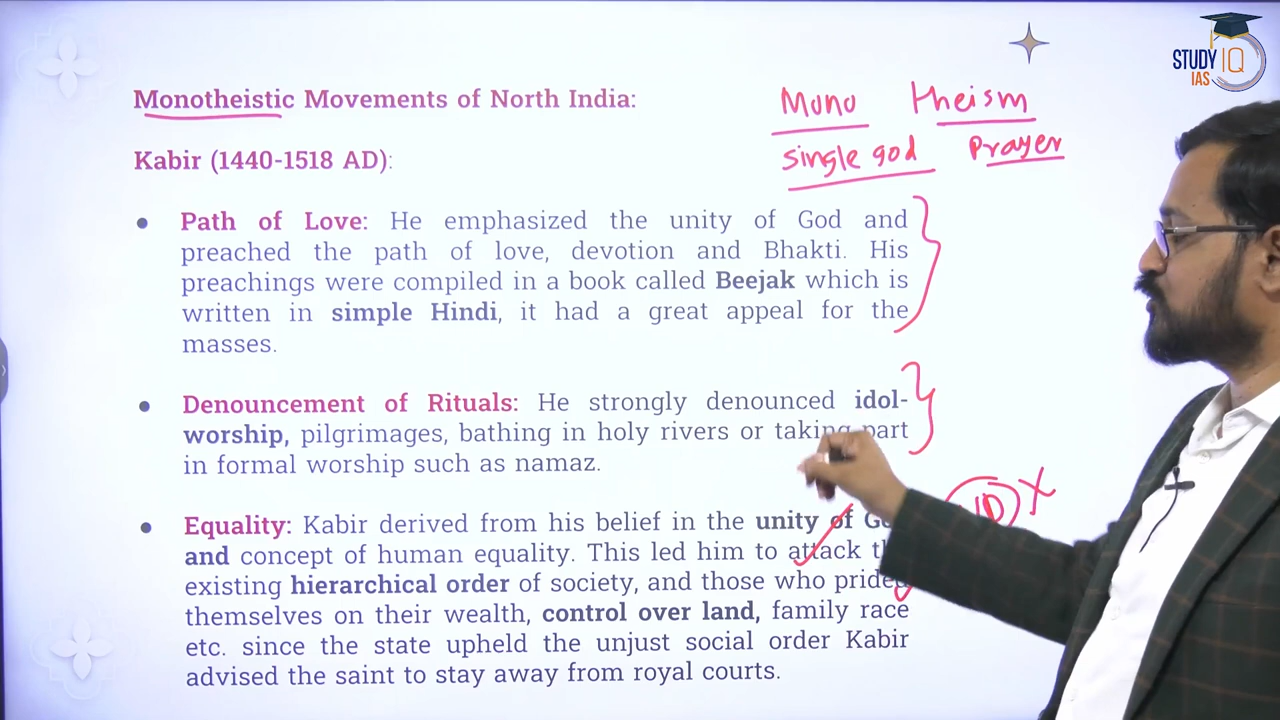 STUDY IQ
IAS
Monotheistic Movements of North India:
Mono theism
single god Prayer
Kabir (1440-1518 AD):
• Path of Love: He emphasized the unity of God and
preached the path of love, devotion and Bhakti. His
preachings were compiled in a book called Beejak which is
written in simple Hindi, it had a great appeal for the
masses.
• Denouncement of Rituals: He strongly denounced idol-
worship, pilgrimages, bathing in holy rivers or taking part
in formal worship such as namaz.
• Equality: Kabir derived from his belief in the unity of
and concept of human equality. This led him to attack
existing hierarchical order of society, and those who prided
themselves on their wealth, control over land, family race
etc. since the state upheld the unjust social order Kabir
advised the saint to stay away from royal courts.